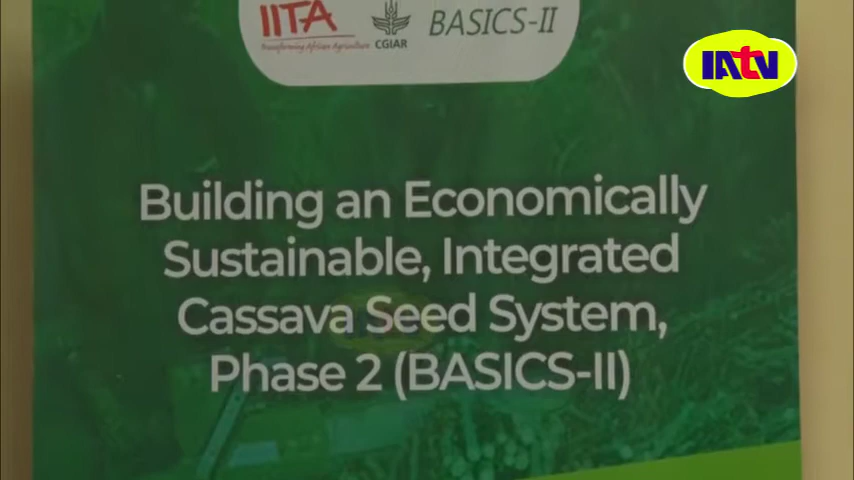 IITA
Transforming African Agriculture
CGIAR
BASICS-II
IAtv
Building an Economically
Sustainable, Integrated
Cassava Seed System,
Phase 2 (BASICS-II)